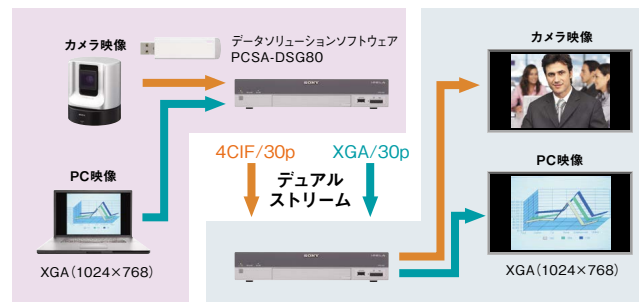 カメラ映像
データソリューションソフトウェア
PCSA-DSG80
SONY
PC映像
XGA(1024×768)
4CIF/30p
XGA/30p
デュアル
ストリーム
SONY
カメラ映像
PC映像
XGA(1024×768)